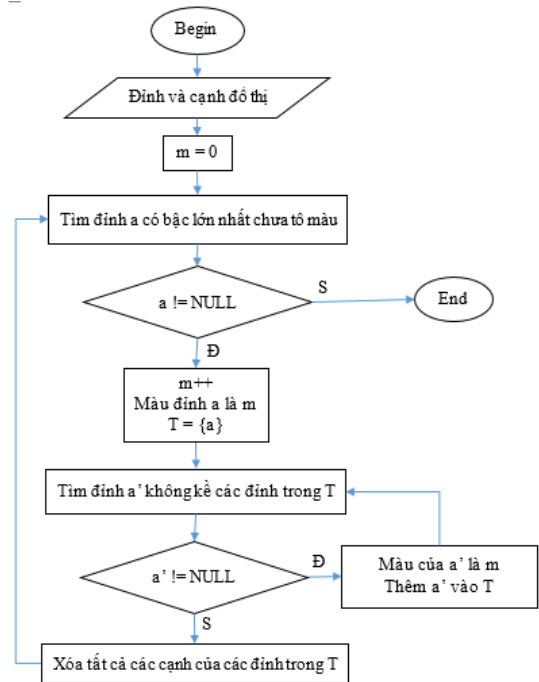 Begin
Đỉnh và cạnh đồ thị
m = 0
Tìm đỉnh a có bậc lớn nhất chưa tô màu
a != NULL
S
End
Đ
m++
Màu đỉnh a là m
T = {a}
Tìm đỉnh a’ không kề các đỉnh trong T
a’ != NULL
Đ
Màu của a’ là m
Thêm a’ vào T
S
Xóa tất cả các cạnh của các đỉnh trong T